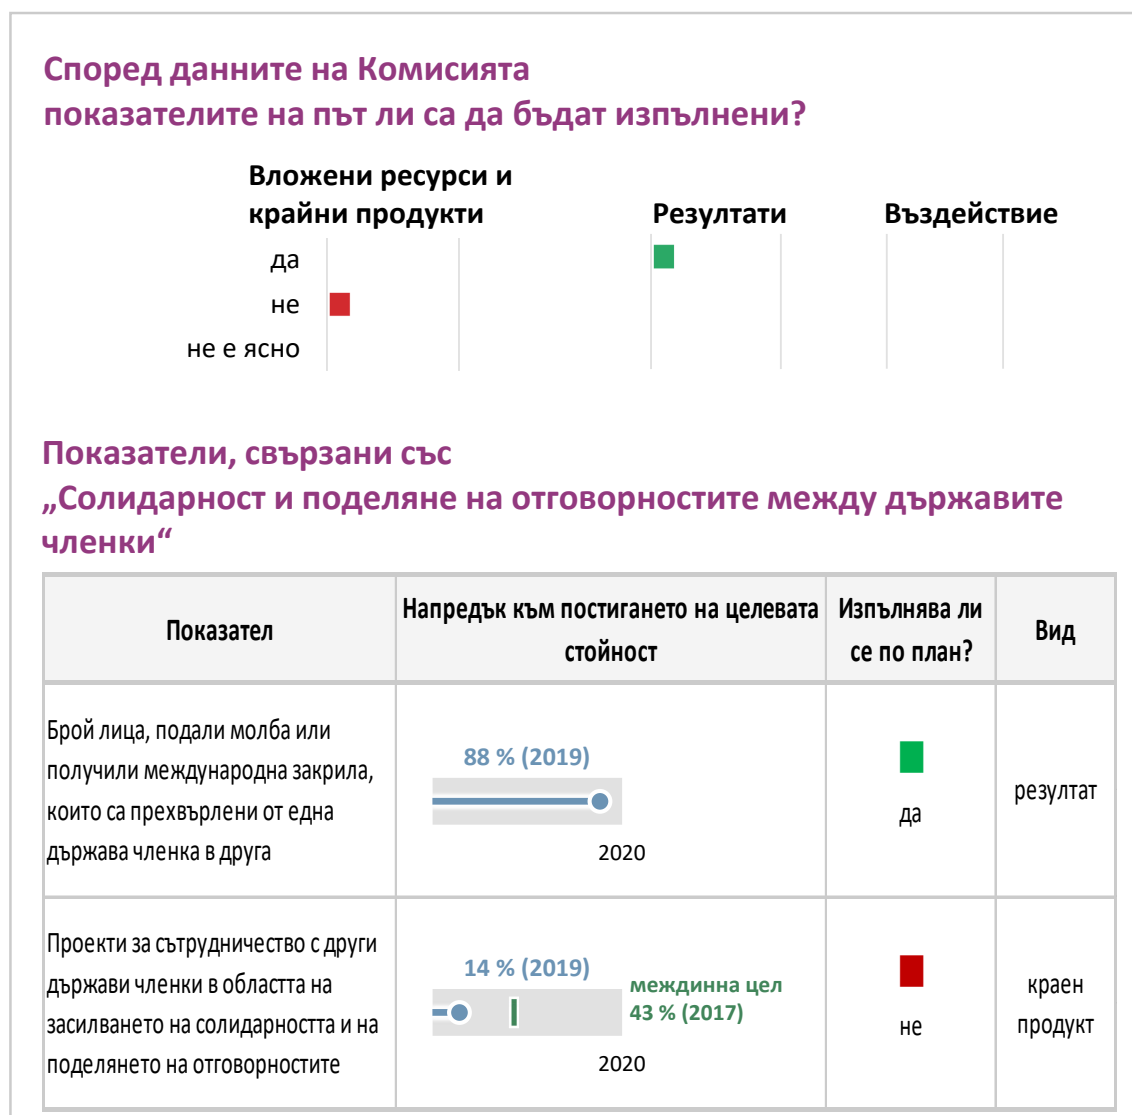 Според данните на Комисията
показателите на път ли са да бъдат изпълнени?
Вложени ресурси и
крайни продукти
Резултати
Въздействие
да
не
не е ясно
Показатели, свързани със
„Солидарност и поделяне на отговорностите между държавите
членки“
Показател
Напредък към постигането на целевата
стойност
Изпълнява ли
се по план?
Вид
Брой лица, подали молба или
получили международна закрила,
които са прехвърлени от една
държава членка в друга
88 % (2019)
2020
да
резултат
Проекти за сътрудничество с други
държави членки в областта на
засилването на солидарността и на
поделянето на отговорностите
14 % (2019)
междинна цел
43 % (2017)
2020
не
краен
продукт